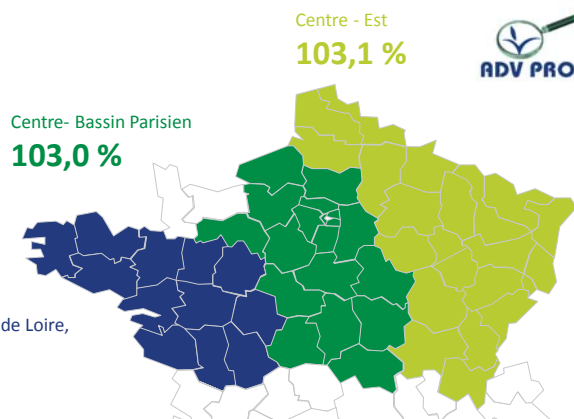 Centre - Est
103,1 %
ADV PRO
Centre- Bassin Parisien
103,0 %
de Loire,